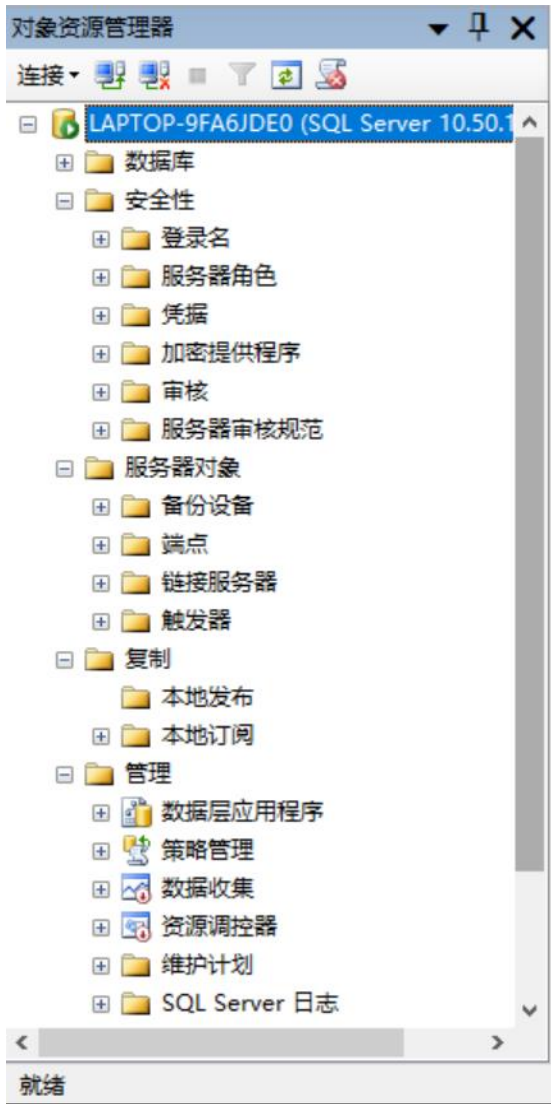 对象资源管理器
连接
LAPTOP-9FA6JDE0 (SQL Server 10.50.1
数据库
安全性
登录名
服务器角色
凭据
加密提供程序
审核
服务器审核规范
服务器对象
备份设备
端点
链接服务器
触发器
复制
本地发布
本地订阅
管理
数据层应用程序
策略管理
数据收集
资源调控器
维护计划
SQL Server 日志
就绪